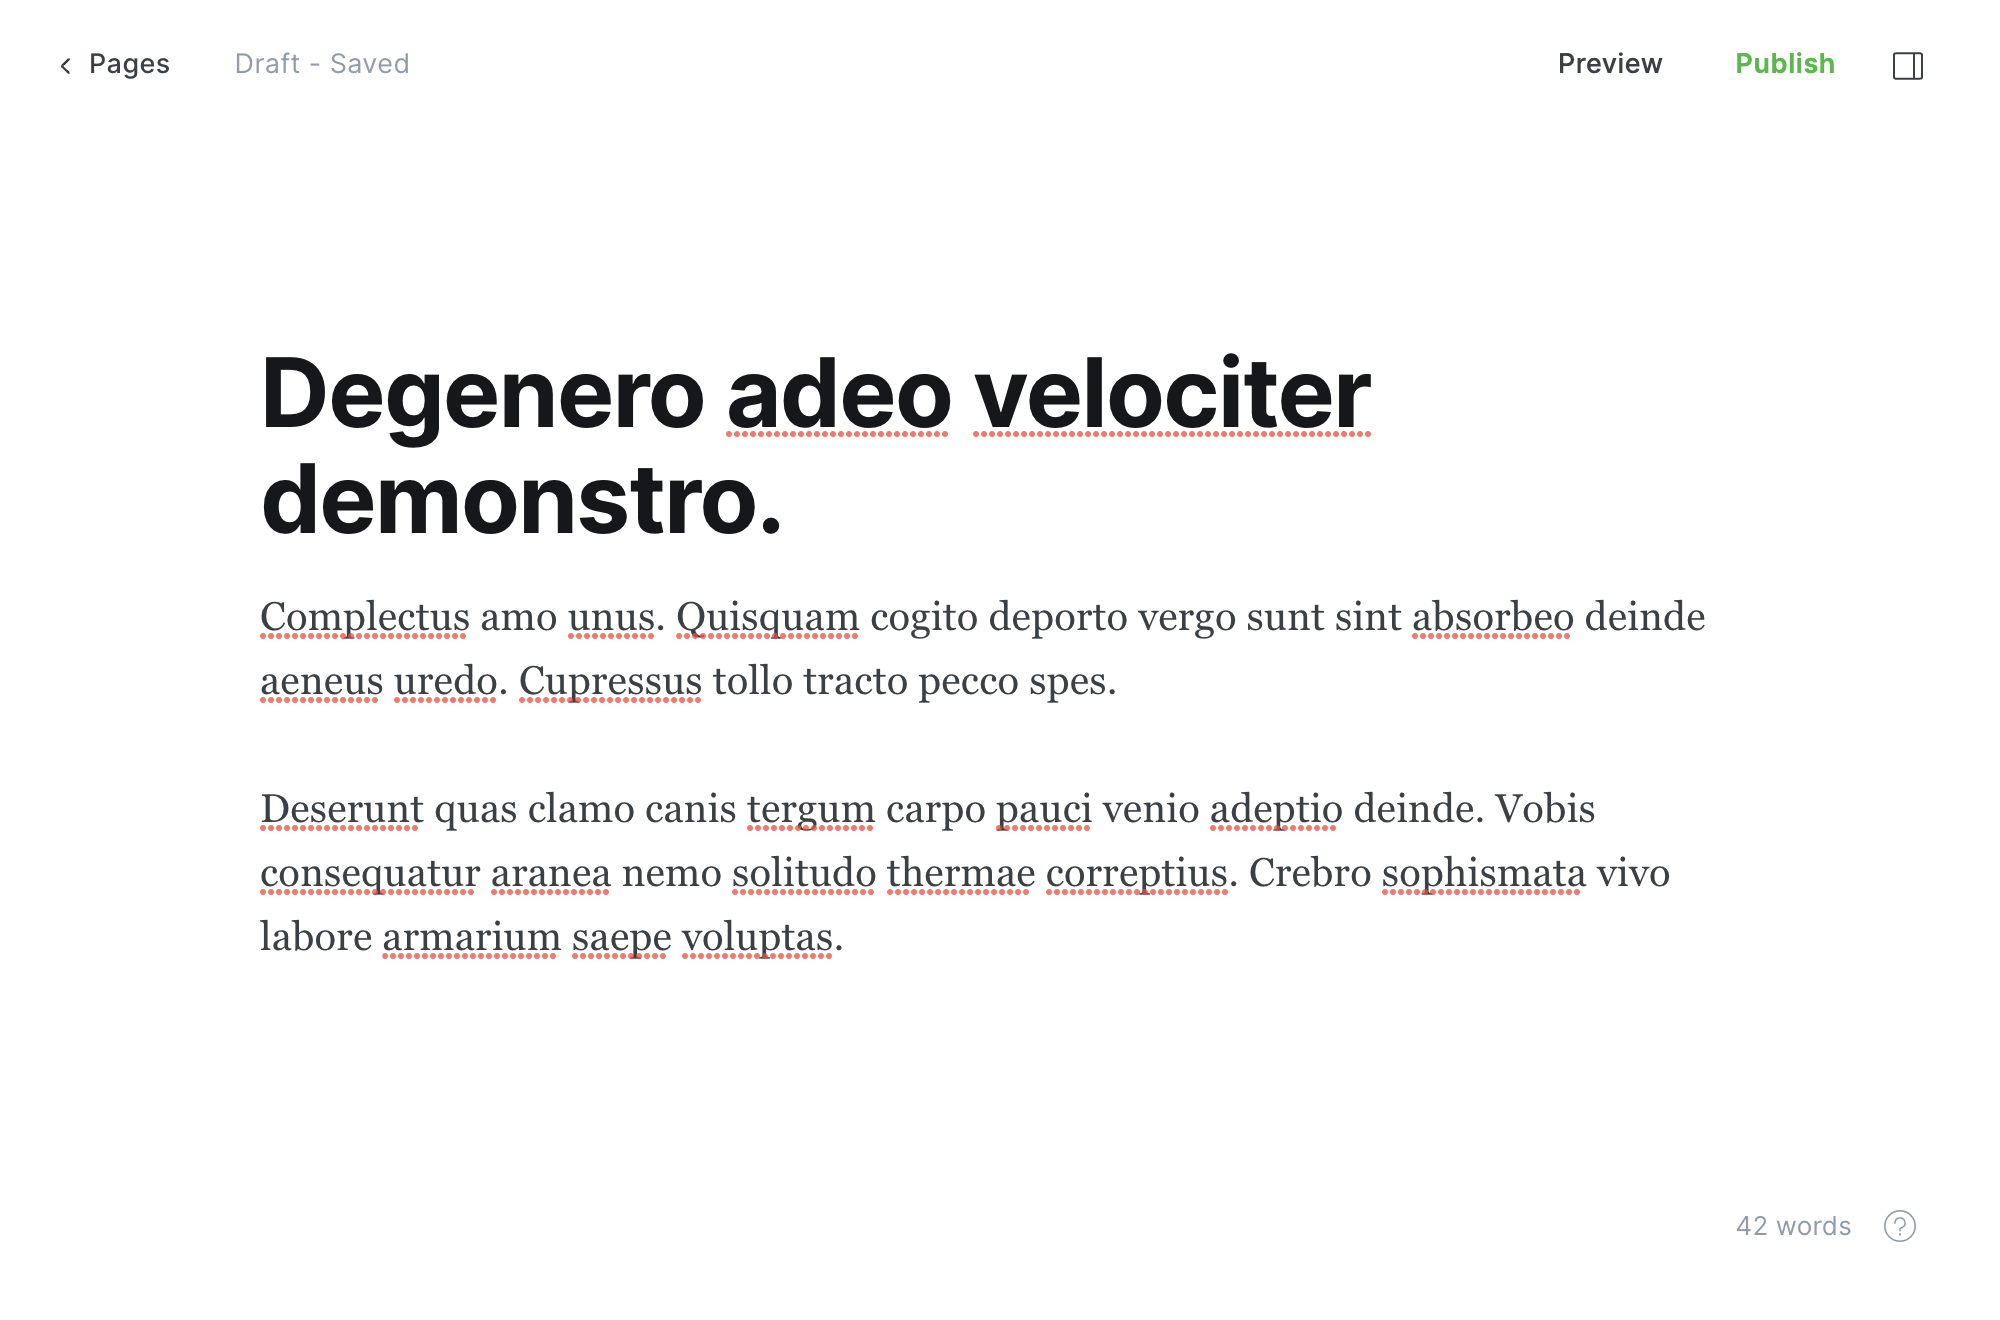 Pages
Draft - Saved
Preview
Publish
Degenero adeo velociter
demonstro.
Complectus amo unus. Quisquam cogito deporto vergo sunt sint absorbeo deinde
aeneus uredo. Cupressus tollo tracto pecco spes.
Deserunt quas clamo canis tergum carpo pauci venio adeptio deinde. Vobis
consequatur aranea nemo solitudo thermae correptius. Crebro sophismata vivo
labore armarium saepe voluptas.
42 words
?